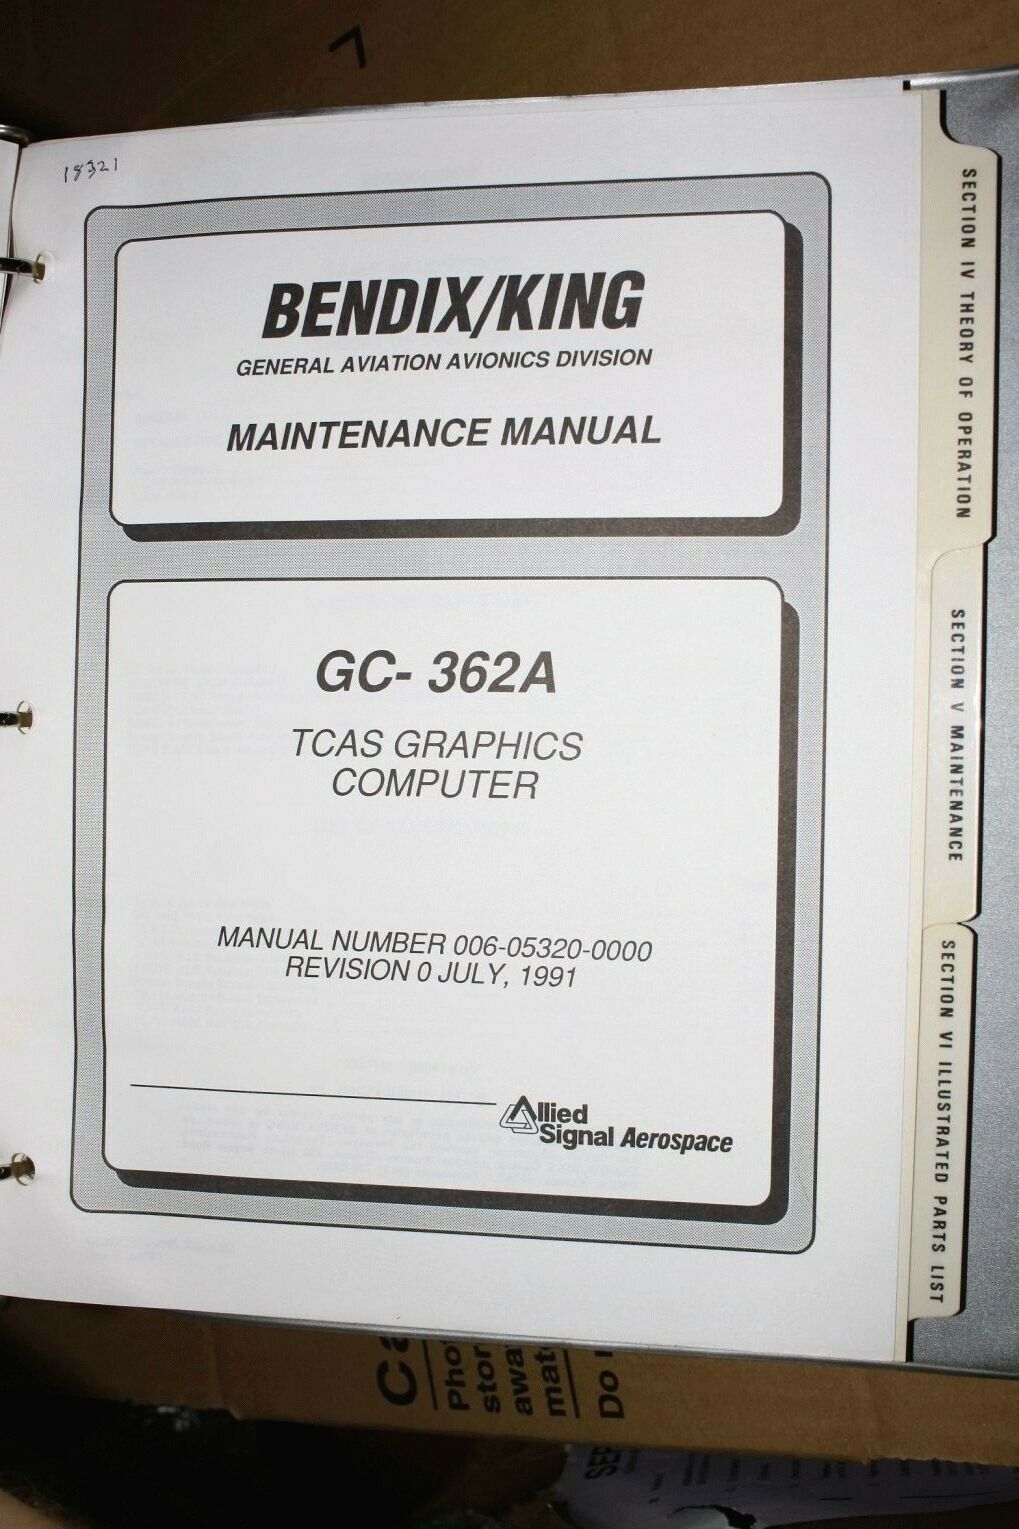 18321
BENDIX/KING
GENERAL AVIATION AVIONICS DIVISION
MAINTENANCE MANUAL
GC- 362A
TCAS GRAPHICS
COMPUTER
MANUAL NUMBER 006-05320-0000
REVISION 0 JULY, 1991
Allied
Signal Aerospace
SECTION IV THEORY OF OPERATION
SECTION V MAINTENANCE
SECTION VI ILLUSTRATED PARTS LIST
Do